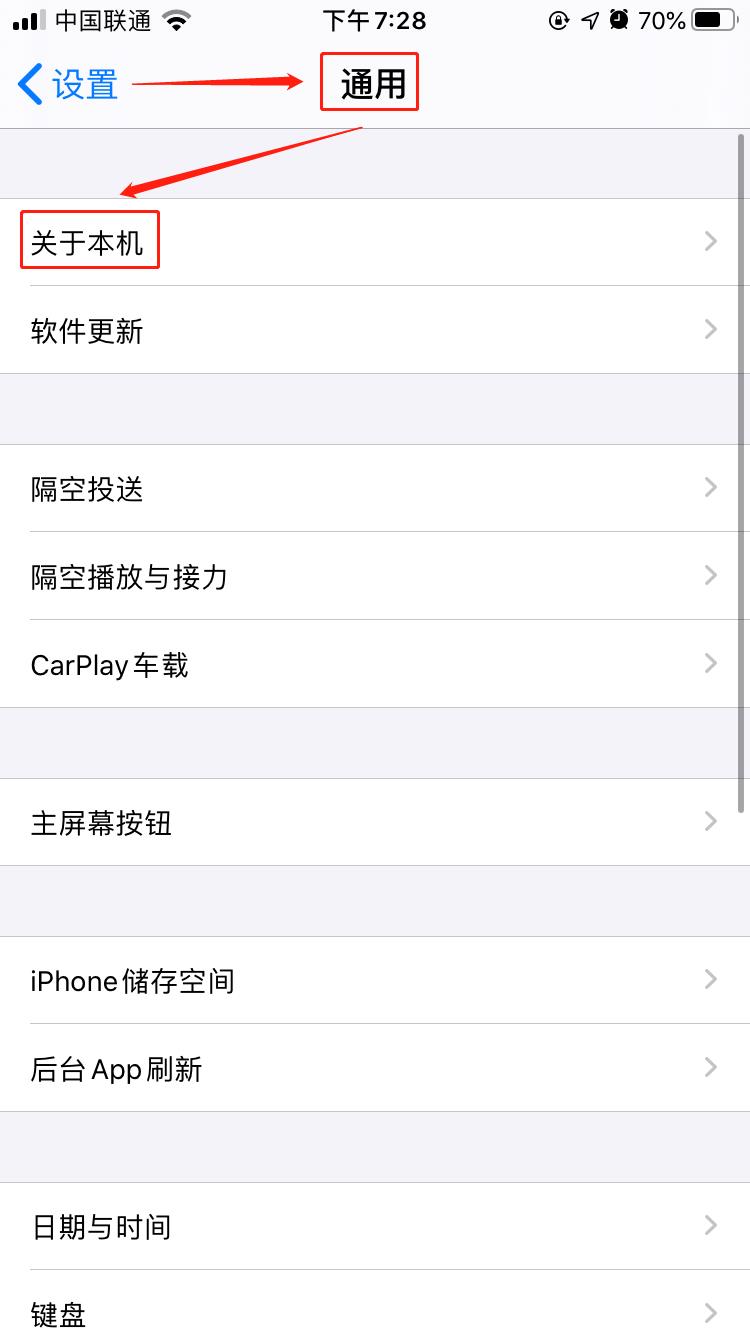 中国联通 下午7:28 70%
设置 通用
关于本机
软件更新
隔空投送
隔空播放与接力
CarPlay车载
主屏幕按钮
iPhone储存空间
后台App刷新
日期与时间
键盘